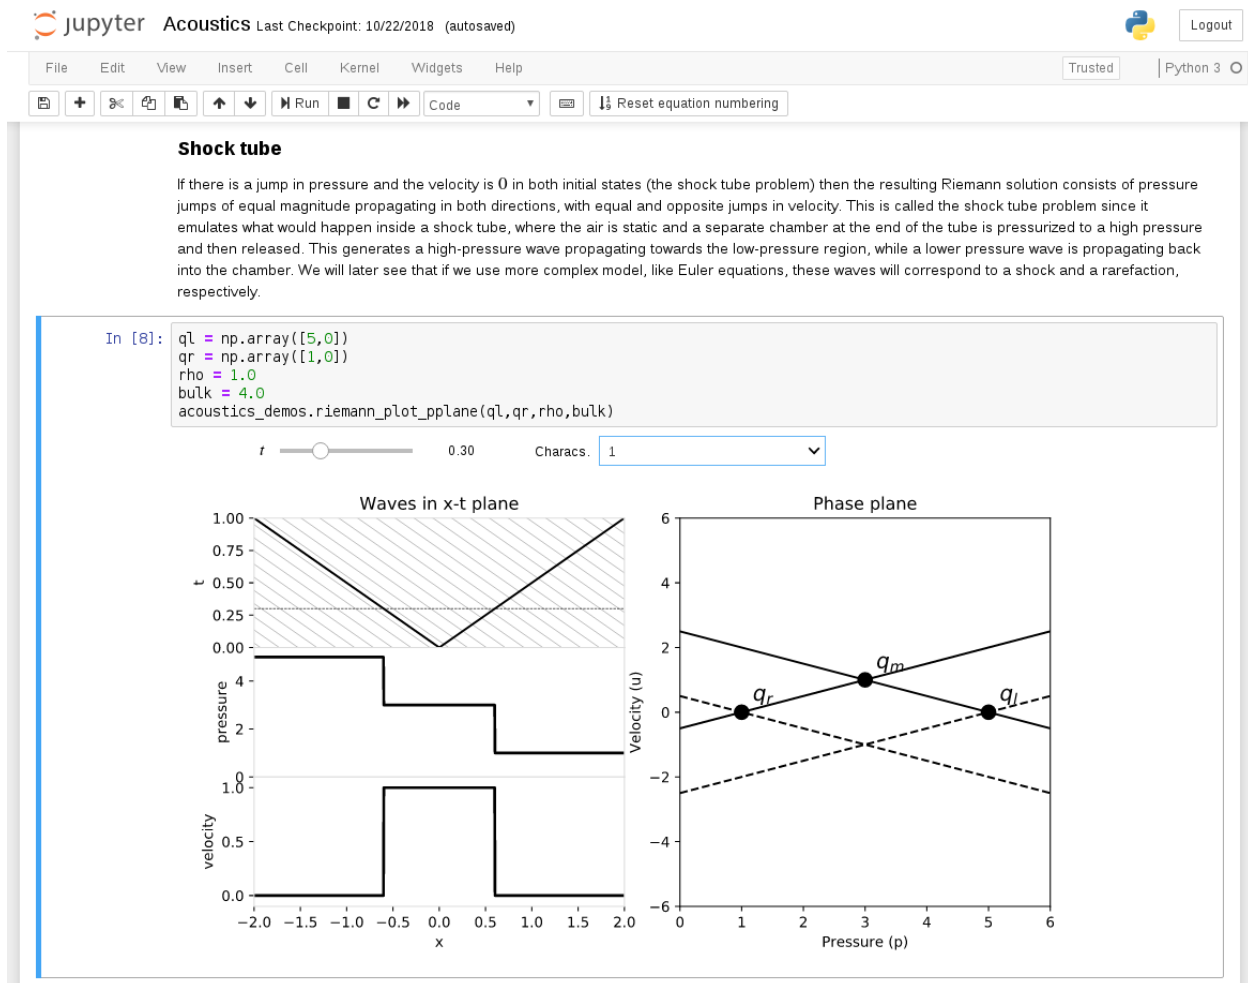 jupyter Acoustics Last Checkpoint: 10/22/2018 (autosaved)
Logout
File Edit View Insert Cell Kernel Widgets Help
Trusted
Python 3
Run
Code
Reset equation numbering
Shock tube
If there is a jump in pressure and the velocity is 0 in both initial states (the shock tube problem) then the resulting Riemann solution consists of pressure
jumps of equal magnitude propagating in both directions, with equal and opposite jumps in velocity. This is called the shock tube problem since it
emulates what would happen inside a shock tube, where the air is static and a separate chamber at the end of the tube is pressurized to a high pressure
and then released. This generates a high-pressure wave propagating towards the low-pressure region, while a lower pressure wave is propagating back
into the chamber. We will later see that if we use more complex model, like Euler equations, these waves will correspond to a shock and a rarefaction,
respectively.
In [8]:
ql = np.array([5,0])
qr = np.array([1,0])
rho = 1.0
bulk = 4.0
acoustics_demos.riemann_plot_pplane(ql,qr,rho,bulk)
t 0.30
Characs. 1
Waves in x-t plane
1.00
0.75
0.50
0.25
0.00
t
4
2
0
pressure
1.0
0.5
0.0
velocity
−2.0 −1.5 −1.0 −0.5 0.0 0.5 1.0 1.5 2.0
x
Phase plane
6
4
2
0
−2
−4
−6
Velocity (u)
q_m
q_r
q_l
0 1 2 3 4 5 6
Pressure (p)